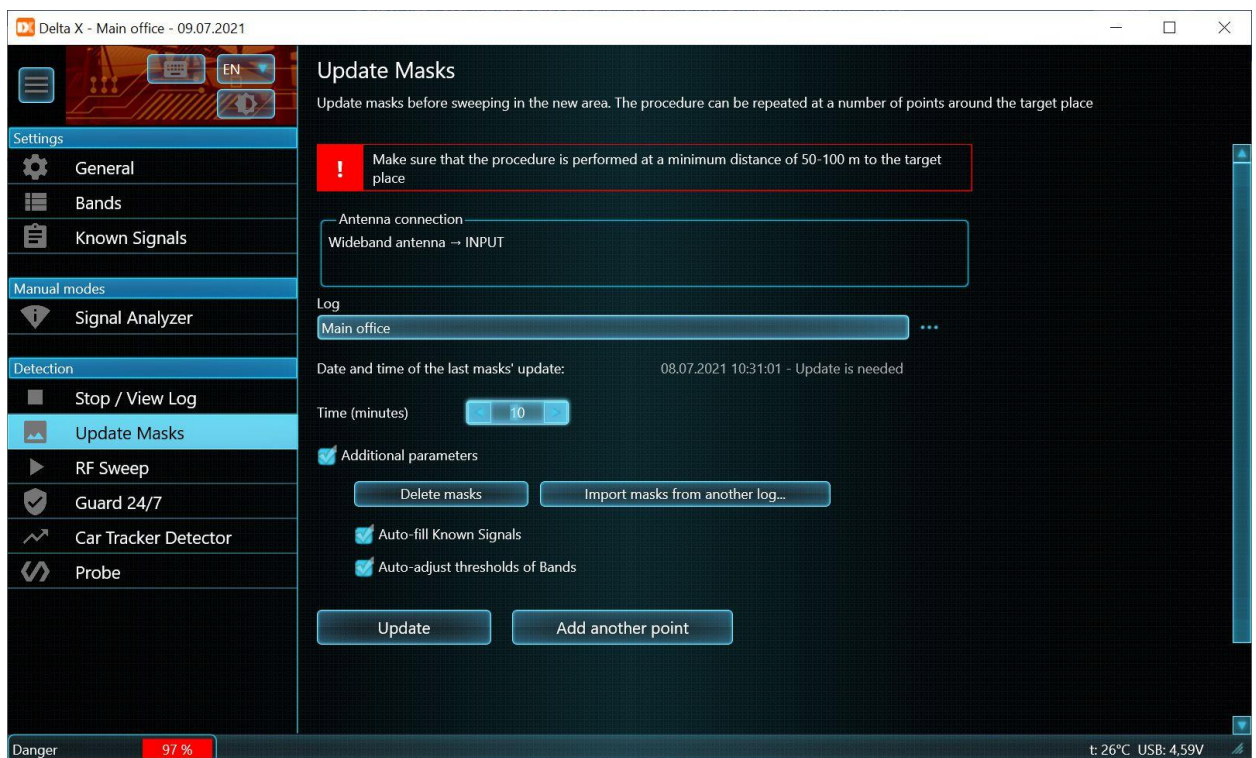 DX Delta X - Main office - 09.07.2021
EN
Settings
General
Bands
Known Signals
Manual modes
Signal Analyzer
Detection
Stop / View Log
Update Masks
RF Sweep
Guard 24/7
Car Tracker Detector
Probe
Danger 97 %
Update Masks
Update masks before sweeping in the new area. The procedure can be repeated at a number of points around the target place
! Make sure that the procedure is performed at a minimum distance of 50-100 m to the target
place
Antenna connection
Wideband antenna → INPUT
Log
Main office ...
Date and time of the last masks' update: 08.07.2021 10:31:01 - Update is needed
Time (minutes) < 10 >
Additional parameters
Delete masks Import masks from another log...
Auto-fill Known Signals
Auto-adjust thresholds of Bands
Update Add another point
t: 26°C USB: 4,59V